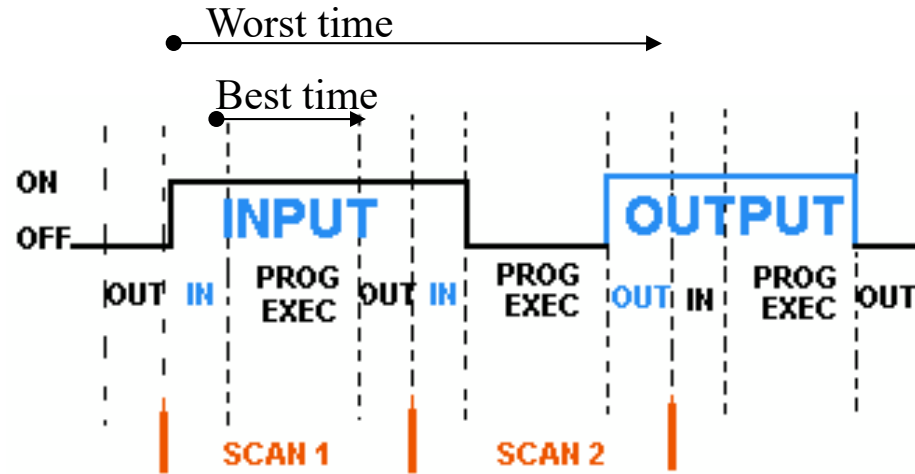 Worst time
Best time
ON
INPUT
OUTPUT
OFF
OUT IN PROG EXEC OUT IN PROG EXEC OUT IN PROG EXEC OUT
SCAN 1
SCAN 2